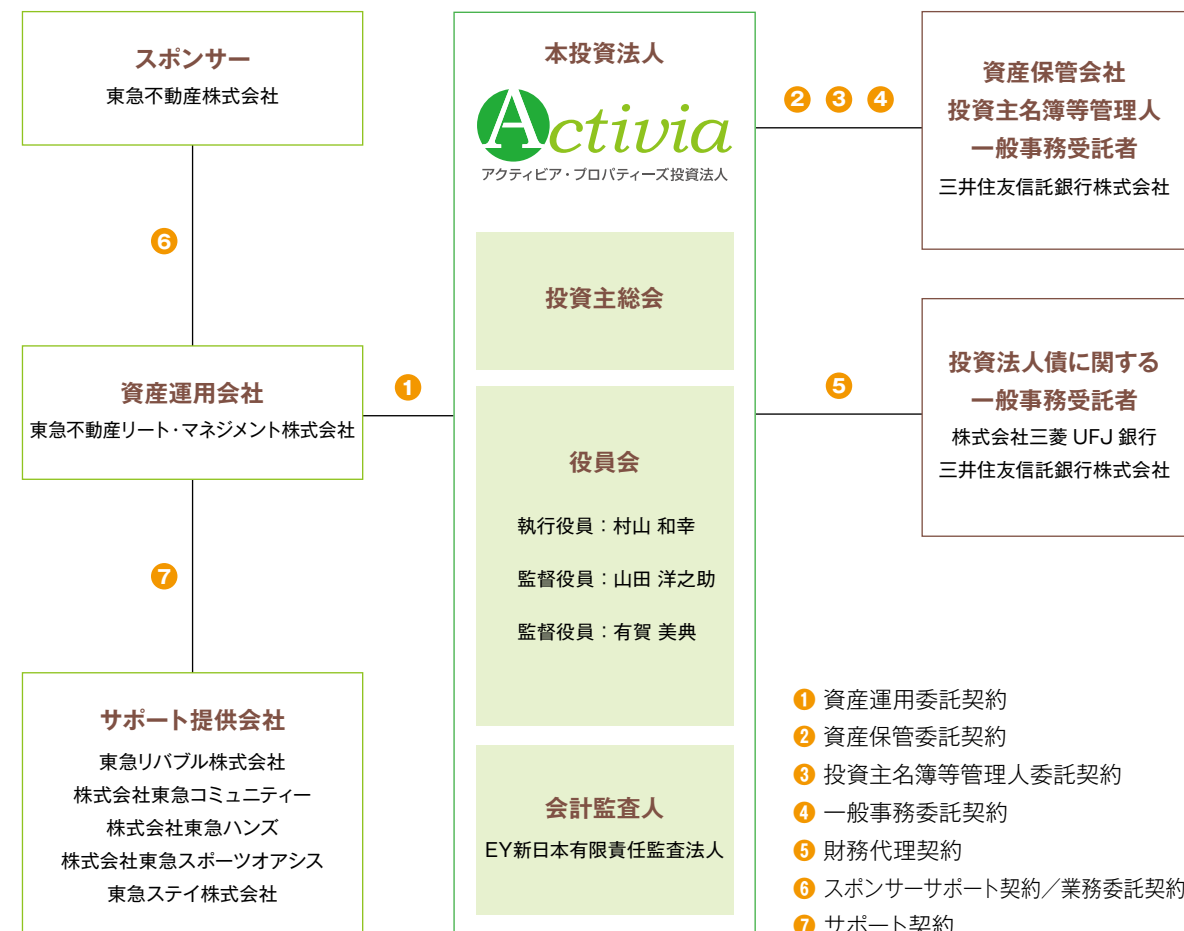 スポンサー
東急不動産株式会社
❻
資産運用会社
東急不動産リート・マネジメント株式会社
❶
❼
サポート提供会社
東急リバブル株式会社
株式会社東急コミュニティー
株式会社東急ハンズ
株式会社東急スポーツオアシス
東急ステイ株式会社
本投資法人
Activia
アクティビア・プロパティーズ投資法人
投資主総会
役員会
執行役員：村山 和幸
監督役員：山田 洋之助
監督役員：有賀 美典
会計監査人
EY新日本有限責任監査法人
❷ ❸ ❹
資産保管会社
投資主名簿等管理人
一般事務受託者
三井住友信託銀行株式会社
❺
投資法人債に関する
一般事務受託者
株式会社三菱 UFJ 銀行
三井住友信託銀行株式会社
❶ 資産運用委託契約
❷ 資産保管委託契約
❸ 投資主名簿等管理人委託契約
❹ 一般事務委託契約
❺ 財務代理契約
❻ スポンサーサポート契約／業務委託契約
❼ サポート契約